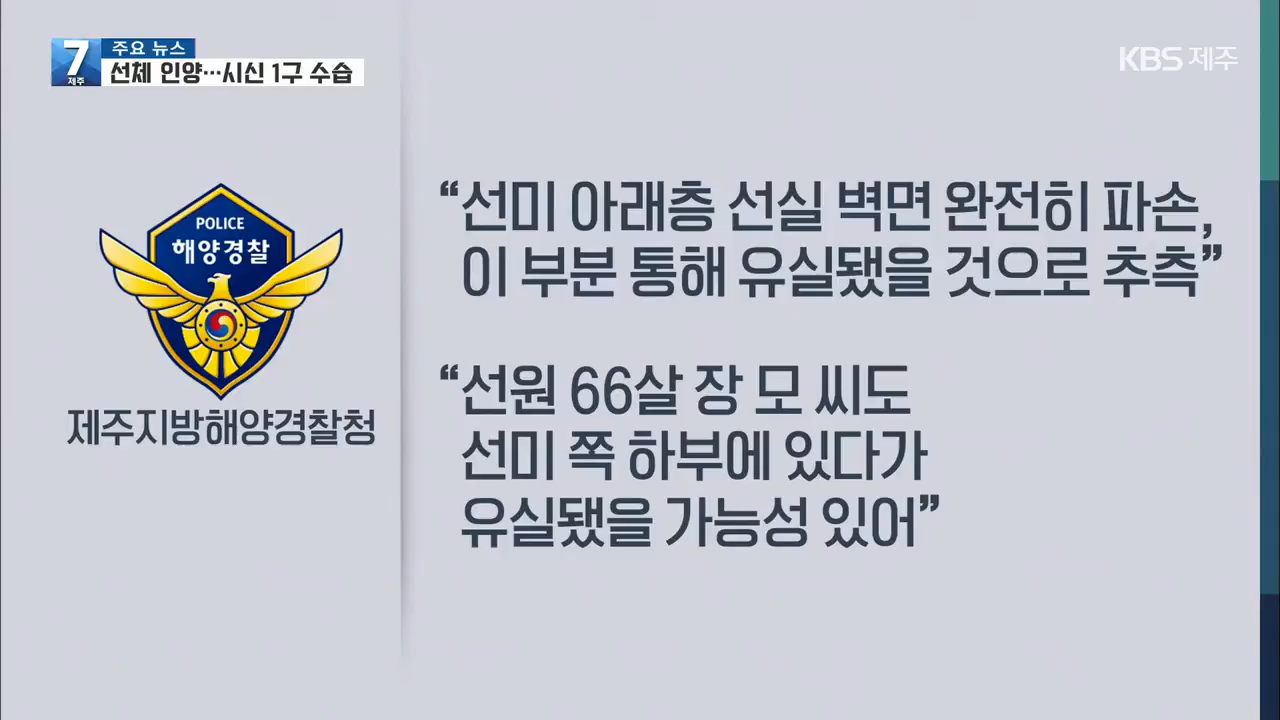 7
제주
주요 뉴스
선체 인양…시신 1구 수습
KBS 제주
POLICE
해양경찰
제주지방해양경찰청
“선미 아래층 선실 벽면 완전히 파손,
이 부분 통해 유실됐을 것으로 추측”
“선원 66살 장 모 씨도
선미 쪽 하부에 있다가
유실됐을 가능성 있어”